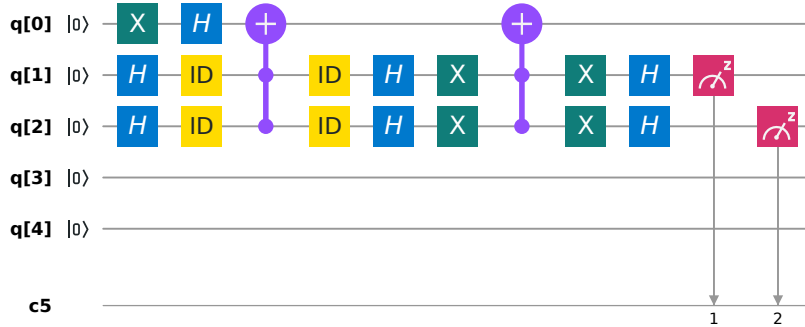 q[0] |0⟩ X H
q[1] |0⟩ H ID ID H X X H z
q[2] |0⟩ H ID ID H X X H z
q[3] |0⟩
q[4] |0⟩
c5
1 2